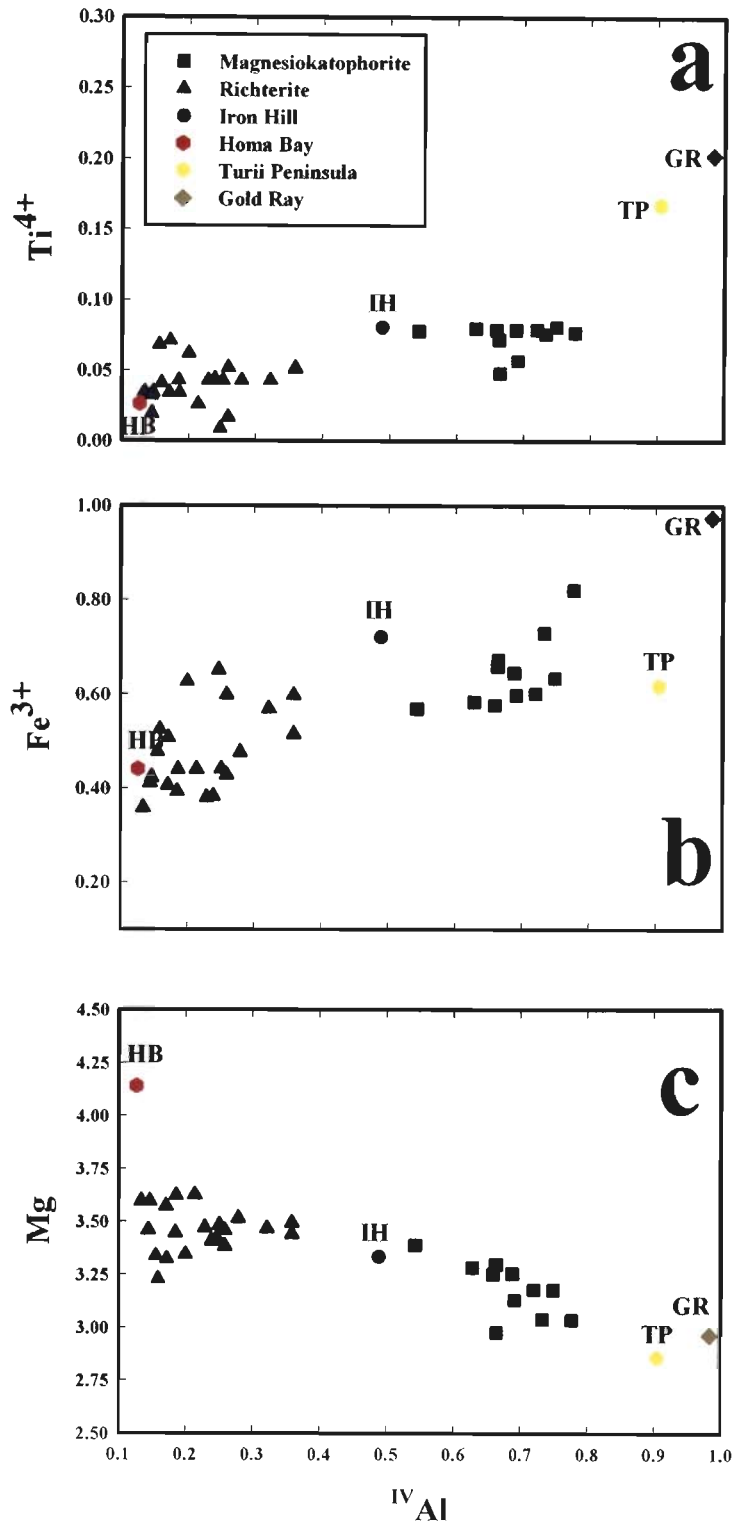 0.30
a
Magnesiokatophorite
Richterite
Iron Hill
Homa Bay
Turii Peninsula
Gold Ray
0.25
0.20
GR
TP
0.15
Ti4+
0.10
IH
0.05
HB
0.00
1.00
GR
0.80
IH
TP
0.60
Fe3+
HB
0.40
b
0.20
4.50
HB
c
4.25
4.00
3.75
Mg
3.50
IH
3.25
GR
3.00
TP
2.75
2.50
0.1 0.2 0.3 0.4 0.5 0.6 0.7 0.8 0.9 1.0
IV Al